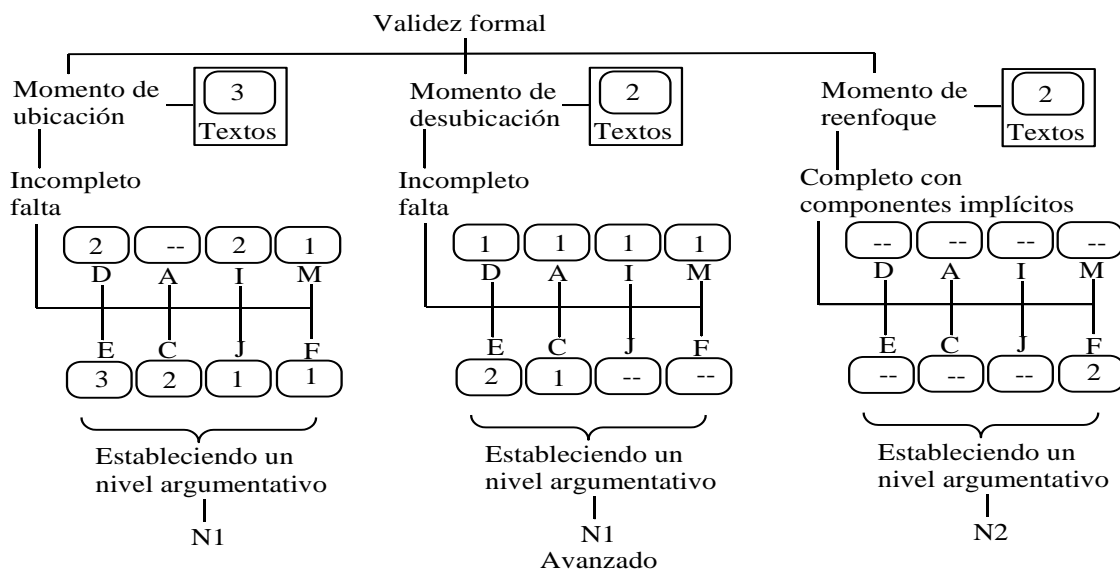 Validez formal
Momento de
ubicación
3
Textos
Incompleto
falta
2 -- 2 1
D A I M
E C J F
3 2 1 1
Estableciendo un
nivel argumentativo
N1
Momento de
desubicación
2
Textos
Incompleto
falta
1 1 1 1
D A I M
E C J F
2 1 -- --
Estableciendo un
nivel argumentativo
N1
Avanzado
Momento de
reenfoque
2
Textos
Completo con
componentes implícitos
-- -- -- --
D A I M
E C J F
-- -- -- 2
Estableciendo un
nivel argumentativo
N2